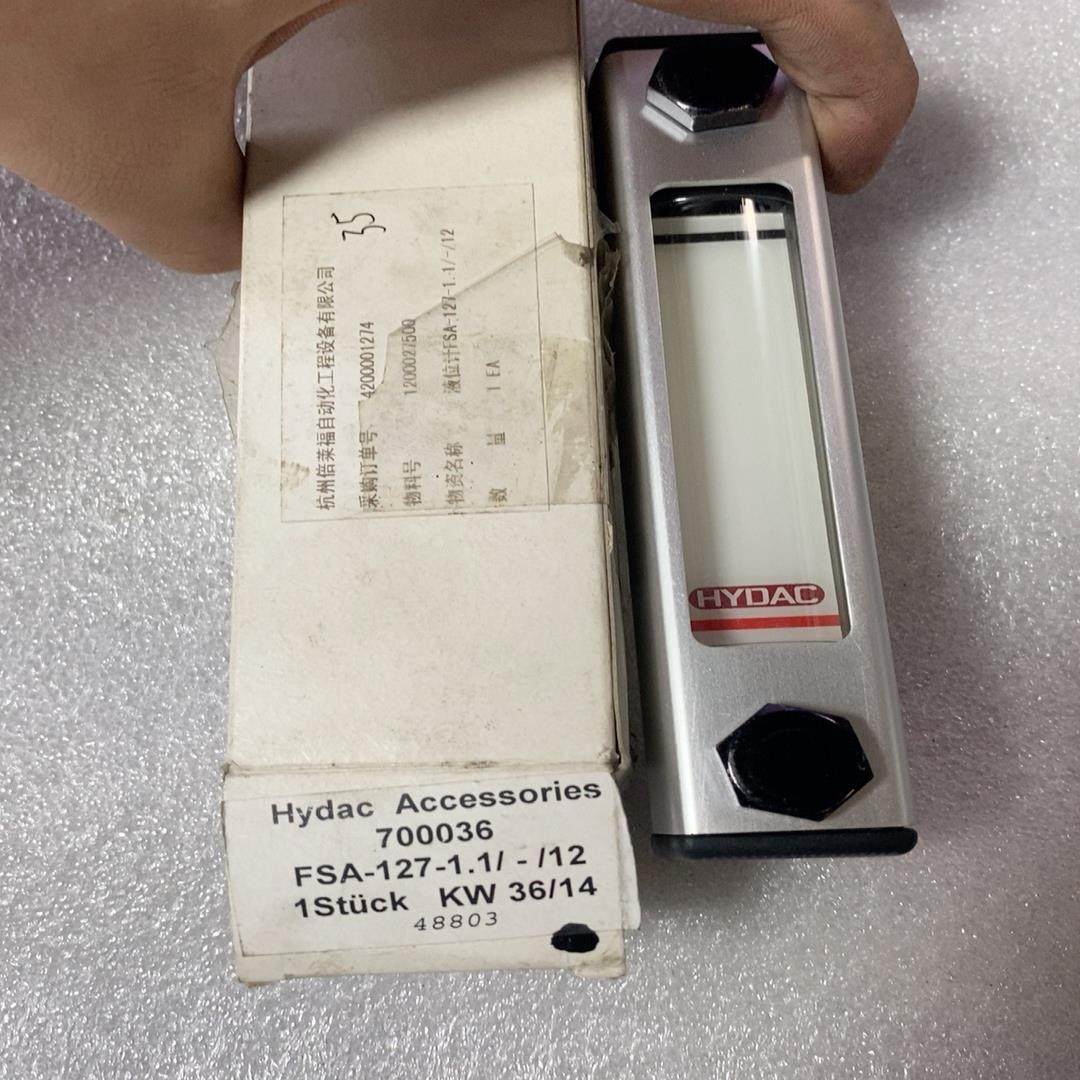 35
杭州倍莱福自动化工程设备有限公司
采购订单号 4200001274
物料号 1200027500
物资名称 液位计FSA-127-1.1/-/12
数 量 1 EA
HYDAC
Hydac Accessories
700036
FSA-127-1.1/ - /12
1Stück KW 36/14
48803